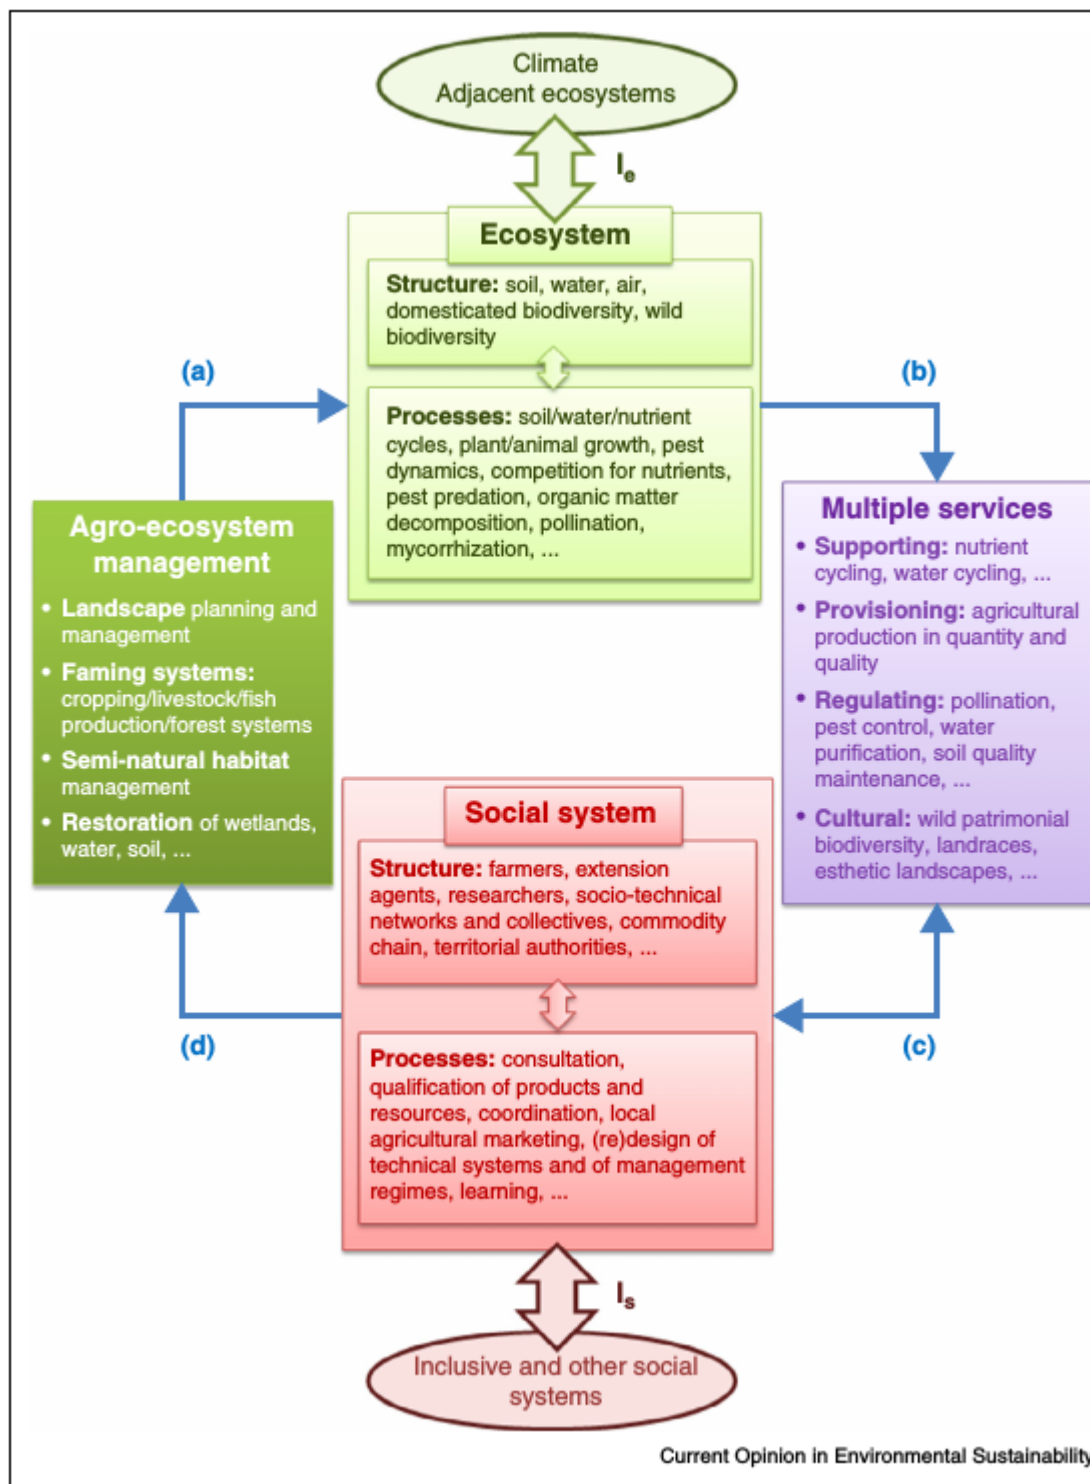 Climate
Adjacent ecosystems
Ie
Ecosystem
Structure: soil, water, air,
domesticated biodiversity, wild
biodiversity
(a)
(b)
Processes: soil/water/nutrient
cycles, plant/animal growth, pest
dynamics, competition for nutrients,
pest predation, organic matter
decomposition, pollination,
mycorrhization, ...
Agro-ecosystem
management
• Landscape planning and
management
• Faming systems:
cropping/livestock/fish
production/forest systems
• Semi-natural habitat
management
• Restoration of wetlands,
water, soil, ...
Multiple services
• Supporting: nutrient
cycling, water cycling, ...
• Provisioning: agricultural
production in quantity and
quality
• Regulating: pollination,
pest control, water
purification, soil quality
maintenance, ...
• Cultural: wild patrimonial
biodiversity, landraces,
esthetic landscapes, ...
Social system
Structure: farmers, extension
agents, researchers, socio-technical
networks and collectives, commodity
chain, territorial authorities, ...
(d)
(c)
Processes: consultation,
qualification of products and
resources, coordination, local
agricultural marketing, (re)design of
technical systems and of management
regimes, learning, ...
Is
Inclusive and other social
systems
Current Opinion in Environmental Sustainability